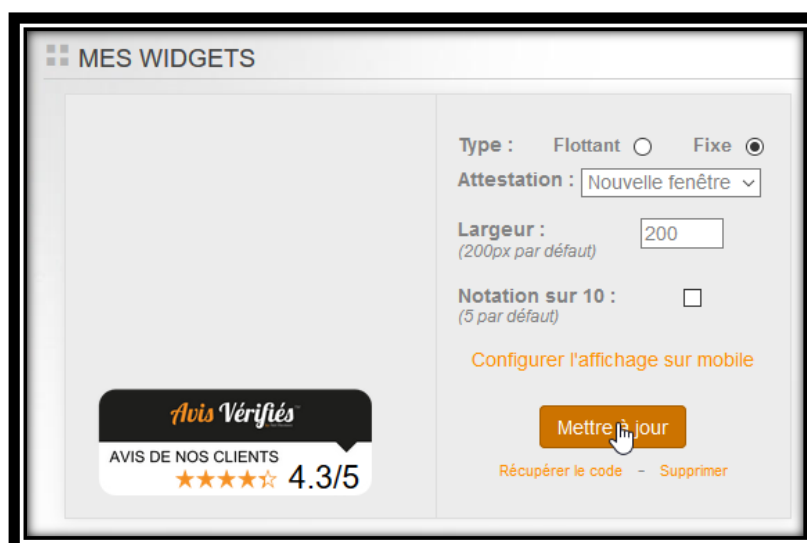 MES WIDGETS
Type : Flottant Fixe
Attestation : Nouvelle fenêtre
Largeur : 200
(200px par défaut)
Notation sur 10 :
(5 par défaut)
Configurer l'affichage sur mobile
Mettre à jour
Récupérer le code - Supprimer
Avis Vérifiés
AVIS DE NOS CLIENTS
4.3/5